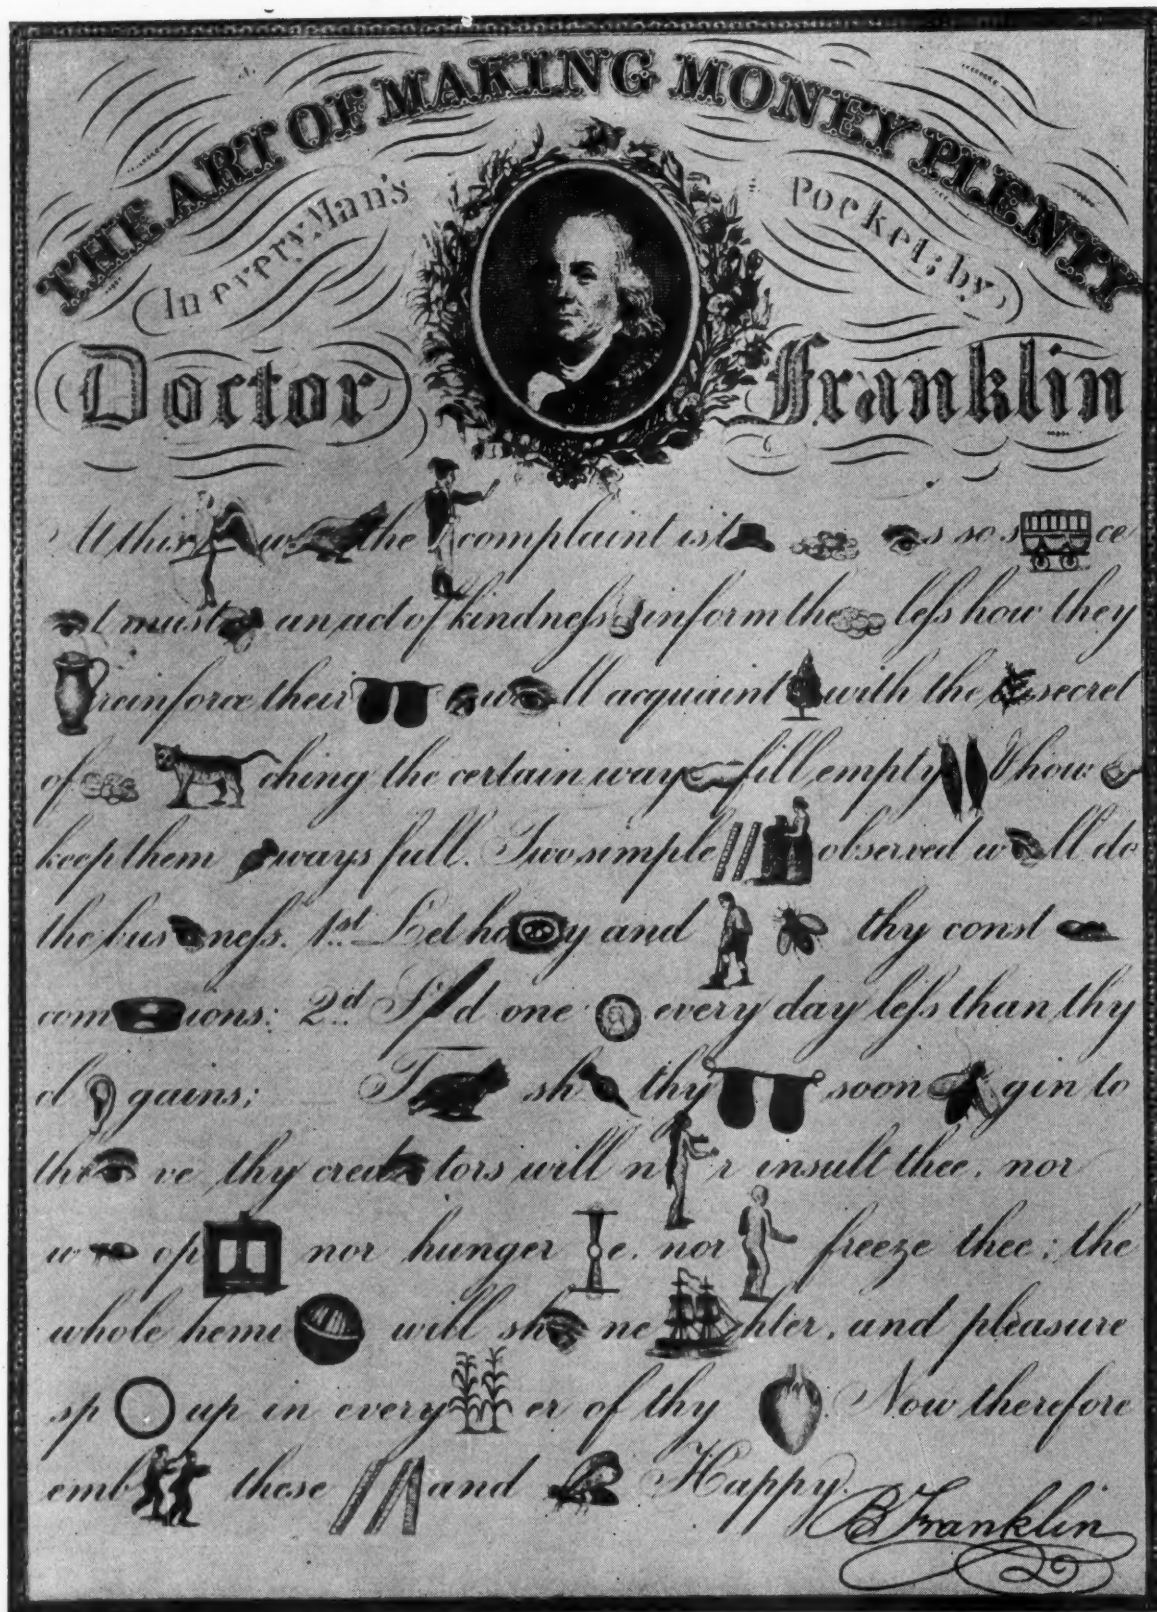 THE ART OF MAKING MONEY PLENTY
In every Man's Pocket; by
Doctor Franklin
At this w the complaint is t s so s ce
t must an act of kindness inform the less how they
reinforce their w ll acquaint with the secret
of ching the certain way fill empty & how
keep them ways full. Two simple observed w ll do
the bus ness. 1st Let ho y and thy const
com ions: 2d Sp d one every day less than thy
cl gains; T sh thy soon gin to
thr ve thy cred tors will n r insult thee. nor
w op nor hunger e. nor freeze thee; the
whole hemi will sh ne hter, and pleasure
sp up in every er of thy Now therefore
emb these and Happy.
B Franklin